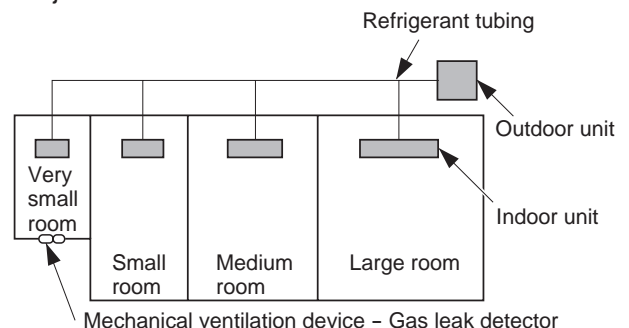 Refrigerant tubing
Outdoor unit
Indoor unit
Very
small
room
Small
room
Medium
room
Large room
Mechanical ventilation device – Gas leak detector